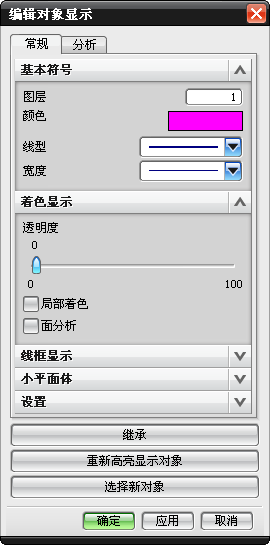 编辑对象显示
常规 分析
基本符号
图层 1
颜色
线型
宽度
着色显示
透明度
0
0 100
局部着色
面分析
线框显示
小平面体
设置
继承
重新高亮显示对象
选择新对象
确定 应用 取消